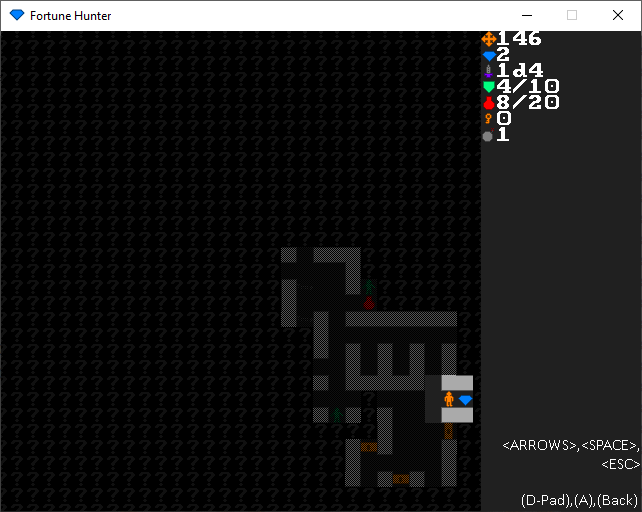 Fortune Hunter
146
2
1d4
4/10
8/20
0
1
<ARROWS>,<SPACE>,
<ESC>
(D-Pad),(A),(Back)